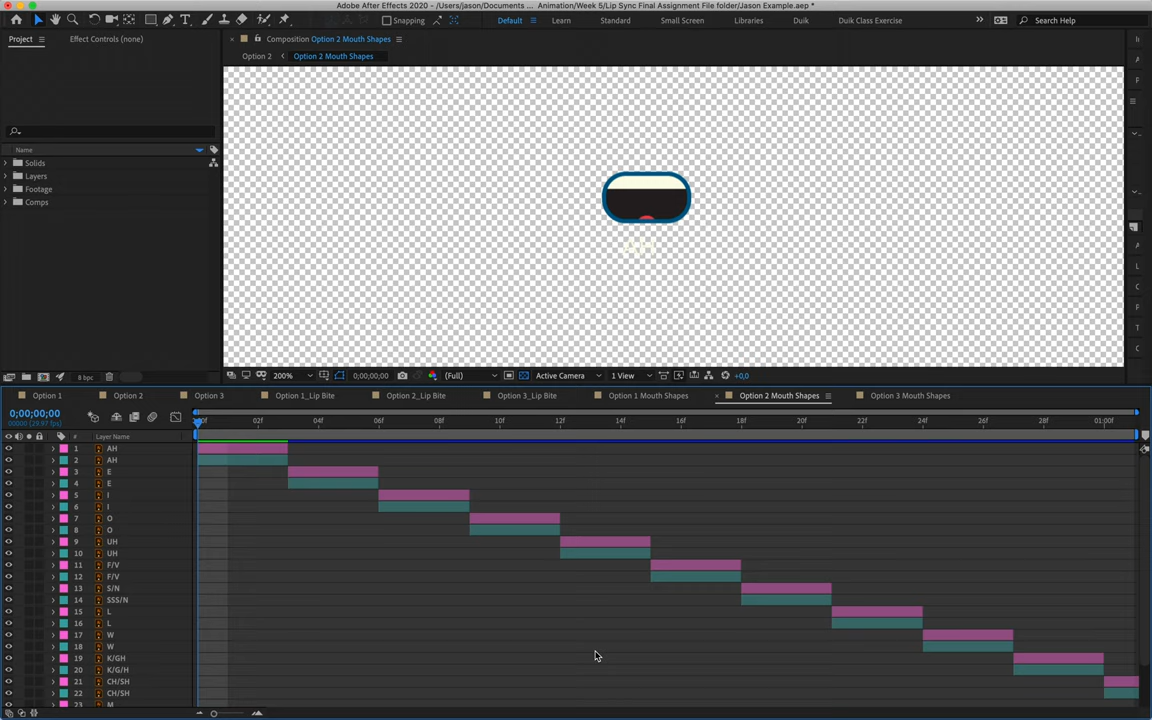 Adobe After Effects 2020 - /Users/jason/Documents ... Animation/Week 5/Lip Sync Final Assignment File folder/Jason Example.aep *
Snapping
Default
Learn
Standard
Small Screen
Libraries
Duik
Duik Class Exercise
Search Help
Project
Effect Controls (none)
Composition Option 2 Mouth Shapes
Option 2
Option 2 Mouth Shapes
Name
Solids
Layers
Footage
Comps
AH
8 bpc
200%
0;00;00;00
(Full)
Active Camera
1 View
+0,0
Option 1
Option 2
Option 3
Option 1_Lip Bite
Option 2_Lip Bite
Option 3_Lip Bite
Option 1 Mouth Shapes
Option 2 Mouth Shapes
Option 3 Mouth Shapes
0;00;00;00
00000 (29.97 fps)
02f
04f
06f
08f
10f
12f
14f
16f
18f
20f
22f
24f
26f
28f
01:00f
#
Layer Name
1 AH
2 AH
3 E
4 E
5 I
6 I
7 O
8 O
9 UH
10 UH
11 F/V
12 F/V
13 S/N
14 SSS/N
15 L
16 L
17 W
18 W
19 K/GH
20 K/G/H
21 CH/SH
22 CH/SH
23 M